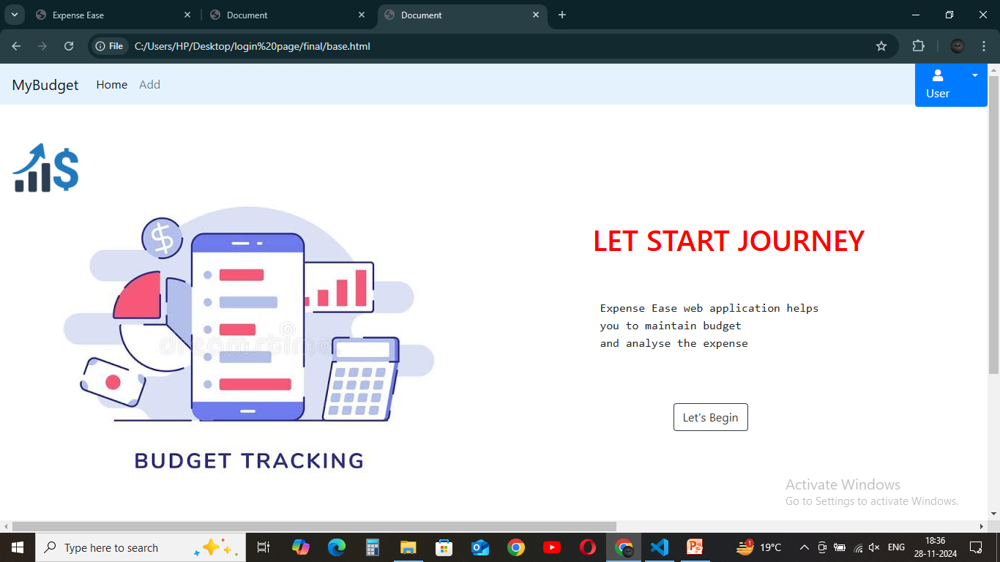 Expense Ease
Document
Document
File
C:/Users/HP/Desktop/login%20page/final/base.html
MyBudget
Home
Add
User
$
$
LET START JOURNEY
Expense Ease web application helps
you to maintain budget
and analyse the expense
dreamstime
Let's Begin
BUDGET TRACKING
Activate Windows
Go to Settings to activate Windows.
Type here to search
1
19°C
ENG
18:36
28-11-2024